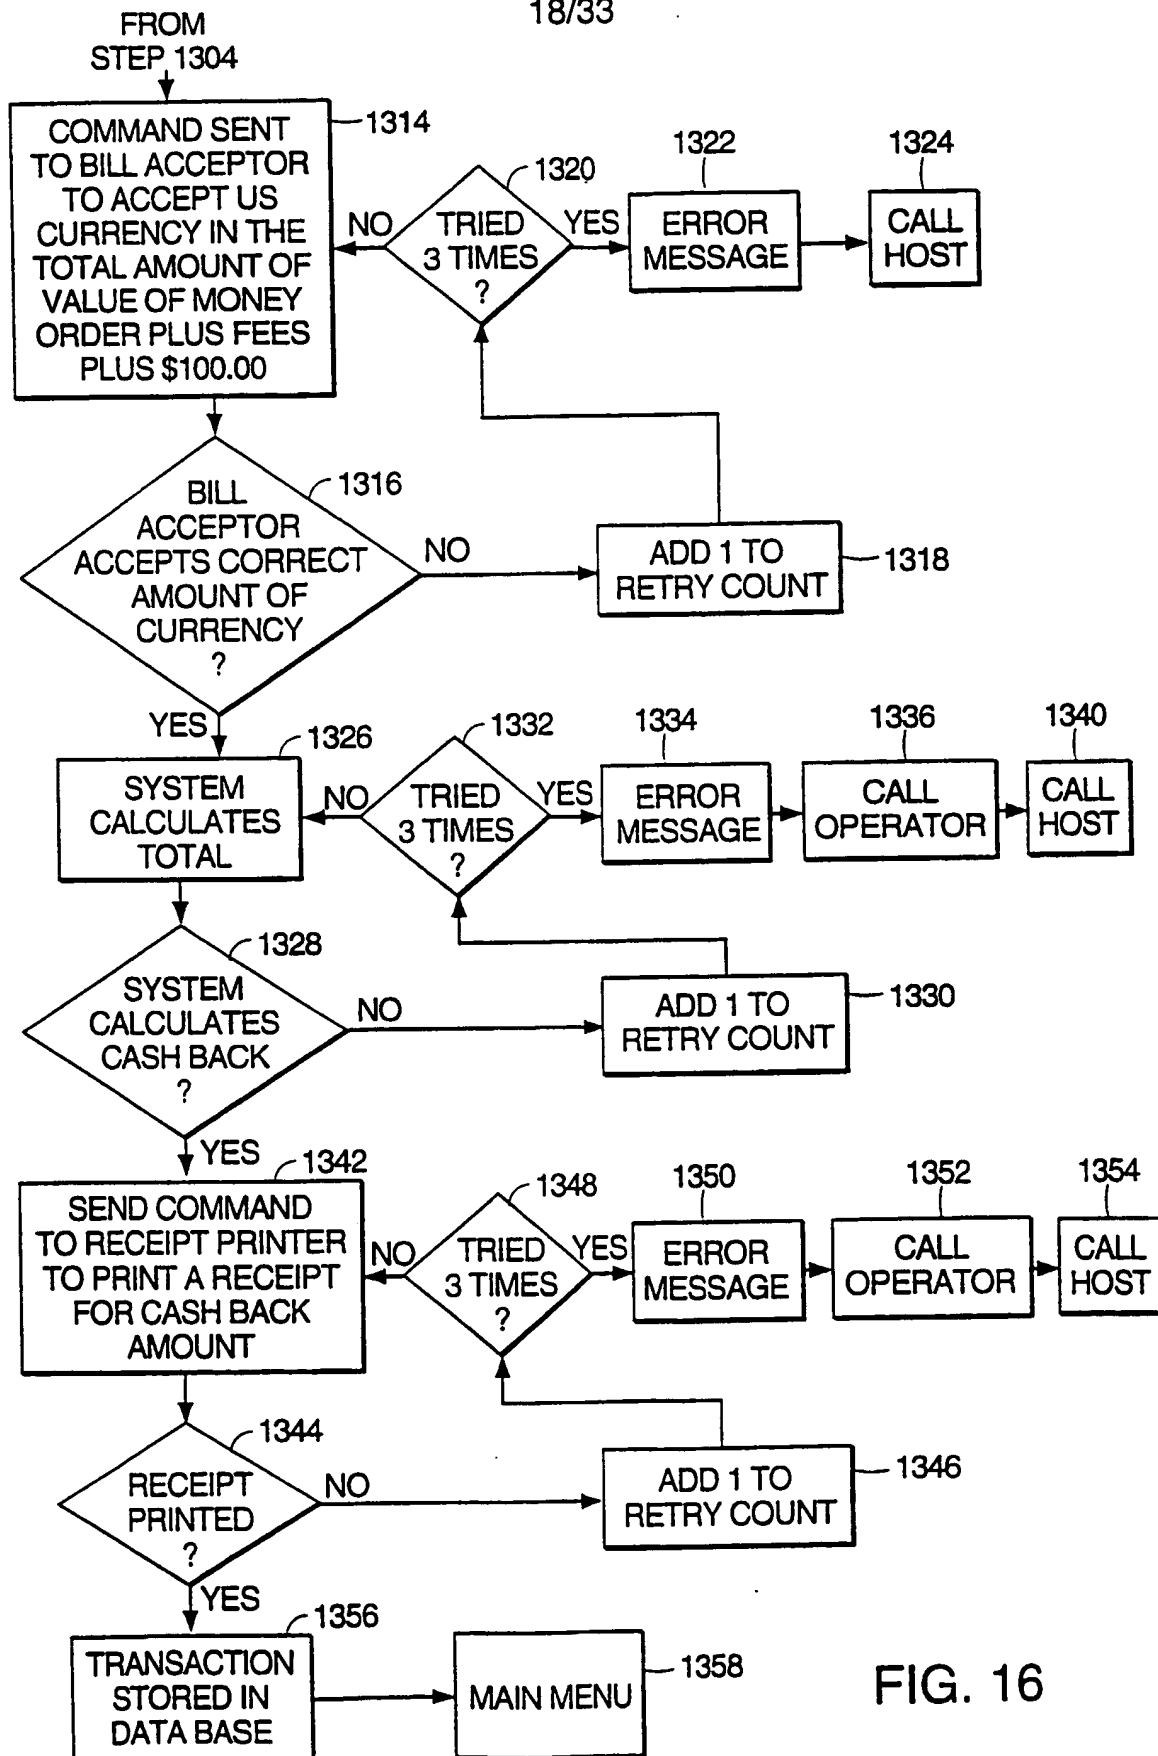 18/33
FROM
STEP 1304
COMMAND SENT
TO BILL ACCEPTOR
TO ACCEPT US
CURRENCY IN THE
TOTAL AMOUNT OF
VALUE OF MONEY
ORDER PLUS FEES
PLUS $100.00
1314
NO
TRIED
3 TIMES
?
1320
YES
1322
ERROR
MESSAGE
1324
CALL
HOST
BILL
ACCEPTOR
ACCEPTS CORRECT
AMOUNT OF
CURRENCY
?
1316
NO
ADD 1 TO
RETRY COUNT
1318
YES
1326
SYSTEM
CALCULATES
TOTAL
NO
1332
TRIED
3 TIMES
?
YES
1334
ERROR
MESSAGE
1336
CALL
OPERATOR
1340
CALL
HOST
1328
SYSTEM
CALCULATES
CASH BACK
?
NO
ADD 1 TO
RETRY COUNT
1330
YES
1342
SEND COMMAND
TO RECEIPT PRINTER
TO PRINT A RECEIPT
FOR CASH BACK
AMOUNT
NO
1348
TRIED
3 TIMES
?
YES
1350
ERROR
MESSAGE
1352
CALL
OPERATOR
1354
CALL
HOST
1344
RECEIPT
PRINTED
?
NO
ADD 1 TO
RETRY COUNT
1346
YES
1356
TRANSACTION
STORED IN
DATA BASE
MAIN MENU
1358
FIG. 16